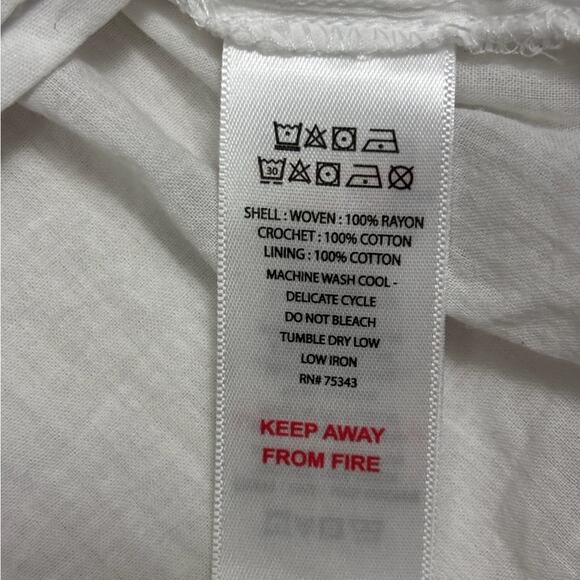 30
SHELL : WOVEN : 100% RAYON
CROCHET : 100% COTTON
LINING : 100% COTTON
MACHINE WASH COOL -
DELICATE CYCLE
DO NOT BLEACH
TUMBLE DRY LOW
LOW IRON
RN# 75343
KEEP AWAY
FROM FIRE